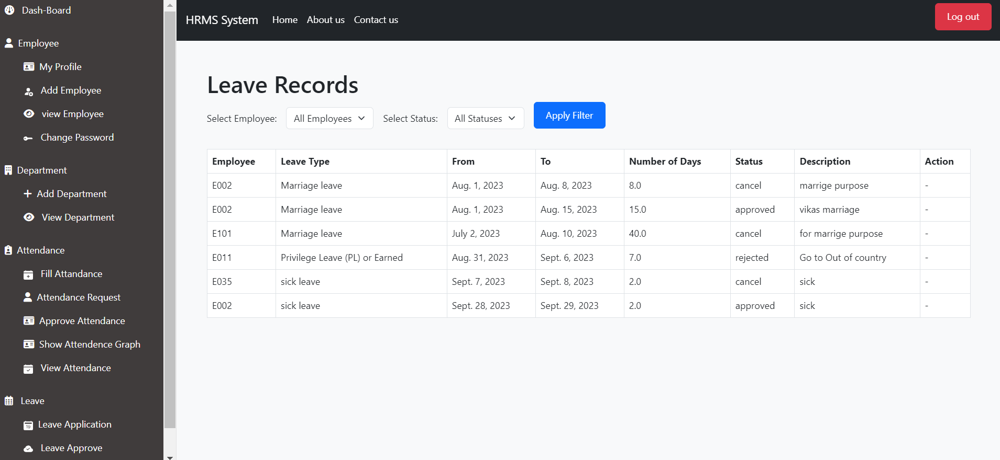 Dash-Board
Employee
My Profile
Add Employee
view Employee
Change Password
Department
Add Department
View Department
Attendance
Fill Attandance
Attendance Request
Approve Attendance
Show Attendence Graph
View Attendance
Leave
19 Leave Application
Leave Approve
HRMS System Home About us Contact us Log out
Leave Records
Select Employee: All Employees Select Status: All Statuses Apply Filter
Employee Leave Type From To Number of Days Status Description Action
E002 Marriage leave Aug. 1, 2023 Aug. 8, 2023 8.0 cancel marrige purpose -
E002 Marriage leave Aug. 1, 2023 Aug. 15, 2023 15.0 approved vikas marriage -
E101 Marriage leave July 2, 2023 Aug. 10, 2023 40.0 cancel for marrige purpose -
E011 Privilege Leave (PL) or Earned Aug. 31, 2023 Sept. 6, 2023 7.0 rejected Go to Out of country -
E035 sick leave Sept. 7, 2023 Sept. 8, 2023 2.0 cancel sick -
E002 sick leave Sept. 28, 2023 Sept. 29, 2023 2.0 approved sick -